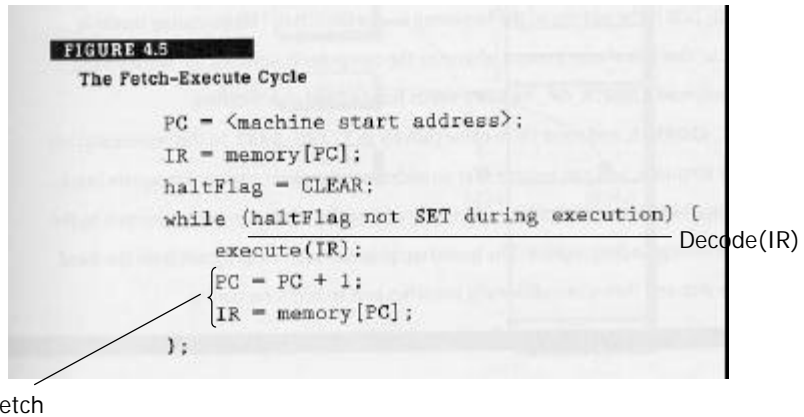 FIGURE 4.5
The Fetch-Execute Cycle
PC = <machine start address>;
IR = memory[PC];
haltFlag = CLEAR;
while (haltFlag not SET during execution) {
Decode(IR)
execute(IR);
PC = PC + 1;
IR = memory[PC];
};
etch